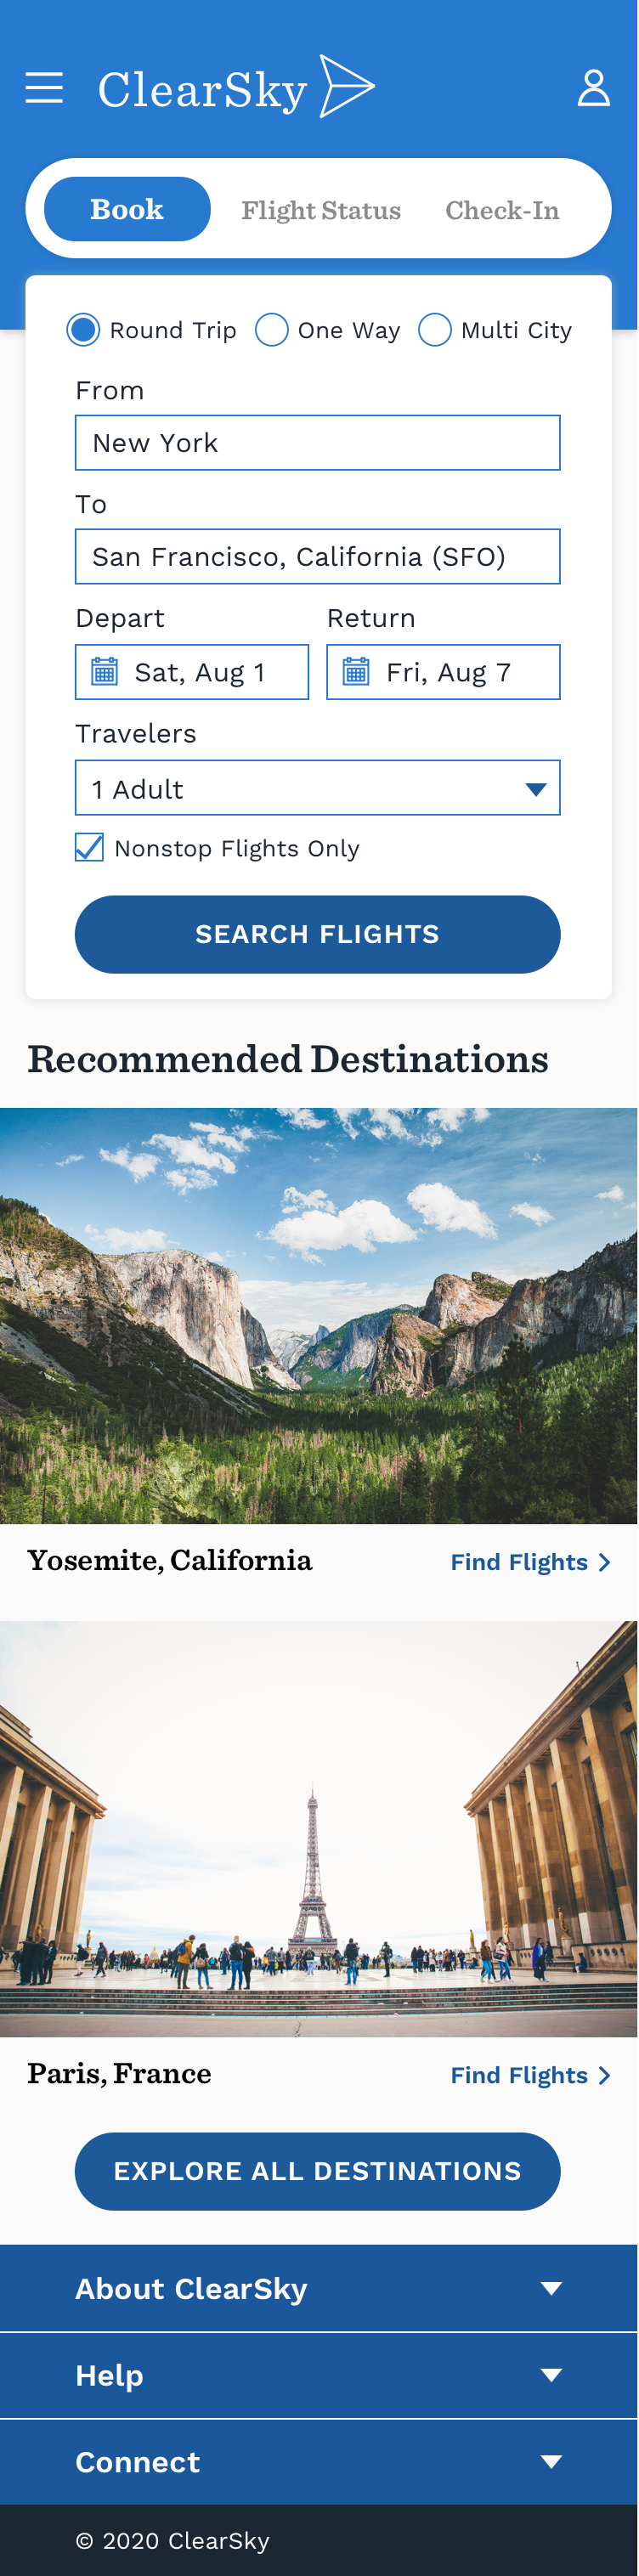 ClearSky
Book Flight Status Check-In
Round Trip One Way Multi City
From
New York
To
San Francisco, California (SFO)
Depart Return
Sat, Aug 1 Fri, Aug 7
Travelers
1 Adult
Nonstop Flights Only
SEARCH FLIGHTS
Recommended Destinations
Yosemite, California Find Flights
Paris, France Find Flights
EXPLORE ALL DESTINATIONS
About ClearSky
Help
Connect
© 2020 ClearSky